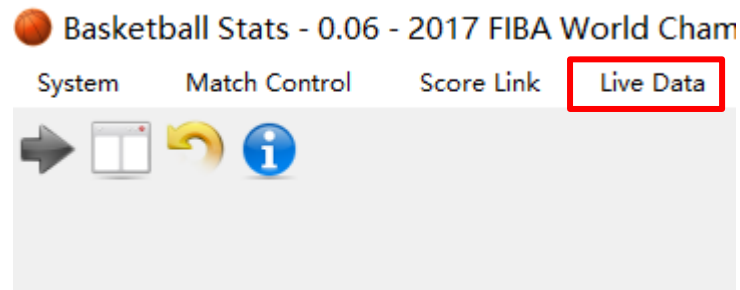 Basketball Stats - 0.06 - 2017 FIBA World Cham
System Match Control Score Link Live Data